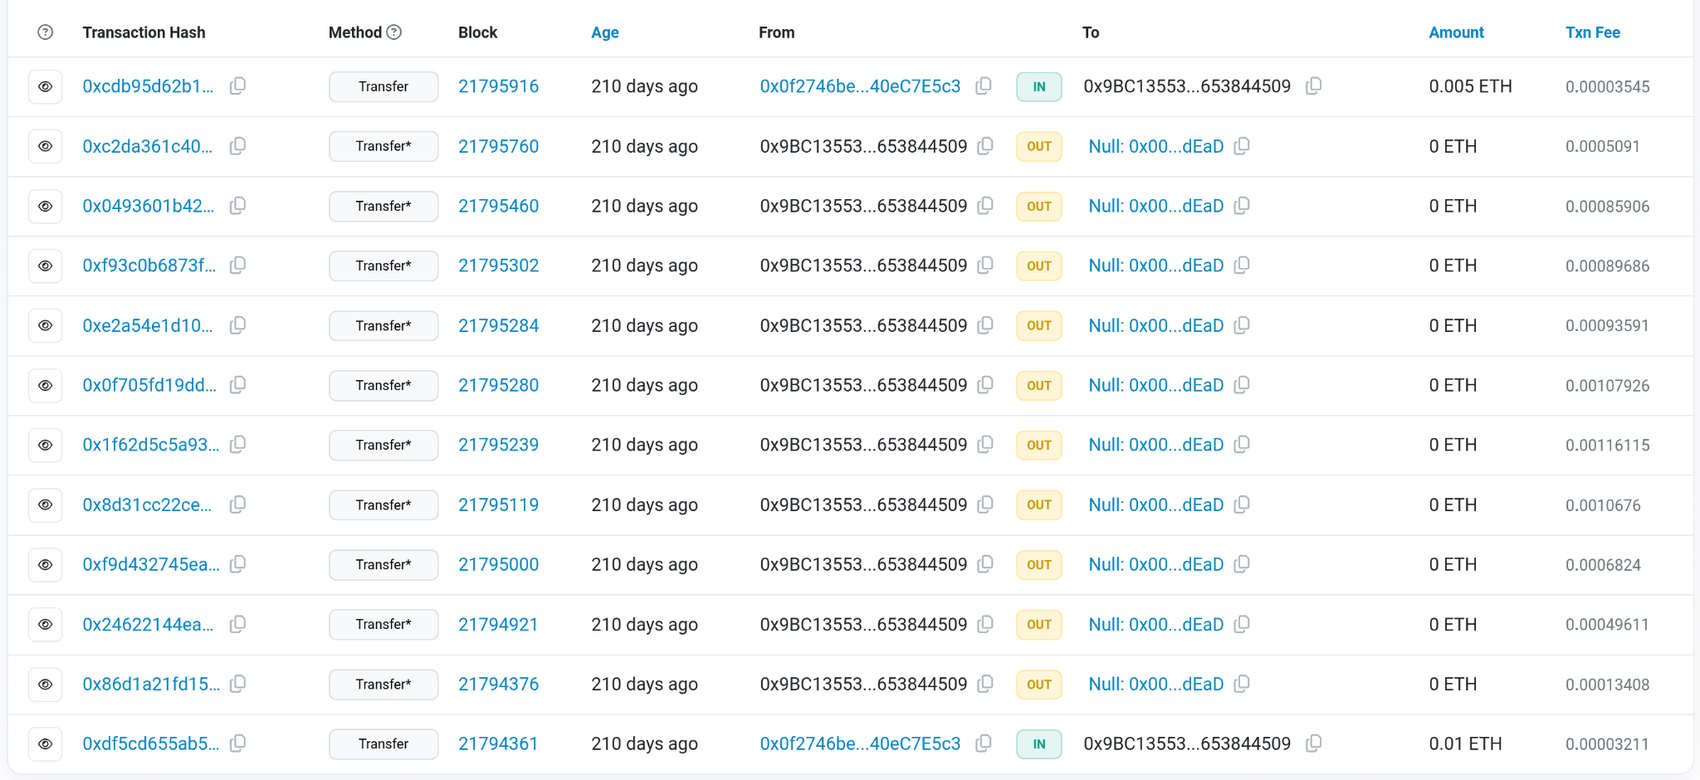 Transaction Hash Method Block Age From To Amount Txn Fee
0xcdb95d62b1... Transfer 21795916 210 days ago 0x0f2746be...40eC7E5c3 IN 0x9BC13553...653844509 0.005 ETH 0.00003545
0xc2da361c40... Transfer* 21795760 210 days ago 0x9BC13553...653844509 OUT Null: 0x00...dEaD 0 ETH 0.0005091
0x0493601b42... Transfer* 21795460 210 days ago 0x9BC13553...653844509 OUT Null: 0x00...dEaD 0 ETH 0.00085906
0xf93c0b6873f... Transfer* 21795302 210 days ago 0x9BC13553...653844509 OUT Null: 0x00...dEaD 0 ETH 0.00089686
0xe2a54e1d10... Transfer* 21795284 210 days ago 0x9BC13553...653844509 OUT Null: 0x00...dEaD 0 ETH 0.00093591
0x0f705fd19dd... Transfer* 21795280 210 days ago 0x9BC13553...653844509 OUT Null: 0x00...dEaD 0 ETH 0.00107926
0x1f62d5c5a93... Transfer* 21795239 210 days ago 0x9BC13553...653844509 OUT Null: 0x00...dEaD 0 ETH 0.00116115
0x8d31cc22ce... Transfer* 21795119 210 days ago 0x9BC13553...653844509 OUT Null: 0x00...dEaD 0 ETH 0.0010676
0xf9d432745ea... Transfer* 21795000 210 days ago 0x9BC13553...653844509 OUT Null: 0x00...dEaD 0 ETH 0.0006824
0x24622144ea... Transfer* 21794921 210 days ago 0x9BC13553...653844509 OUT Null: 0x00...dEaD 0 ETH 0.00049611
0x86d1a21fd15... Transfer* 21794376 210 days ago 0x9BC13553...653844509 OUT Null: 0x00...dEaD 0 ETH 0.00013408
0xdf5cd655ab5... Transfer 21794361 210 days ago 0x0f2746be...40eC7E5c3 IN 0x9BC13553...653844509 0.01 ETH 0.00003211